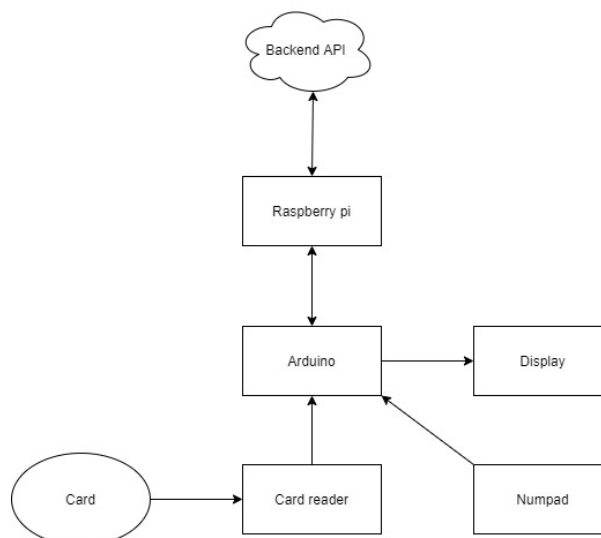 Backend API
Raspberry pi
Arduino
Display
Card
Card reader
Numpad